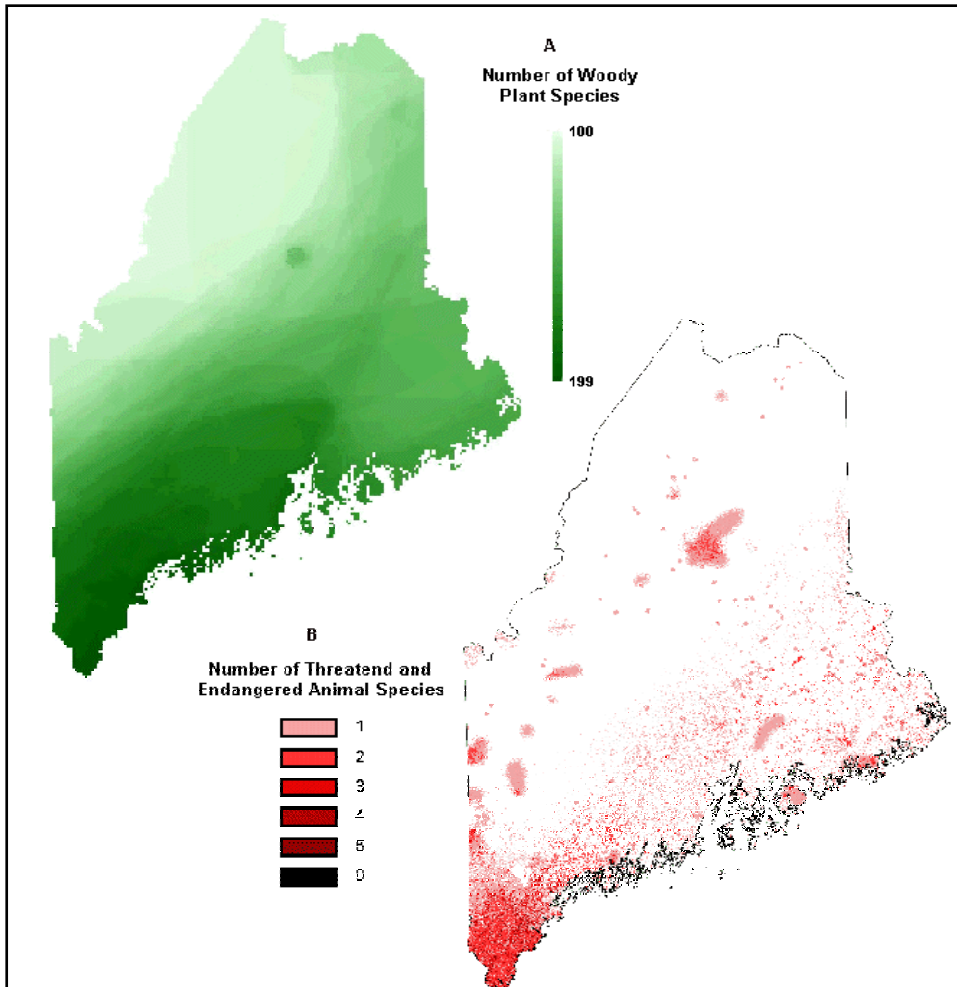 A
Number of Woody
Plant Species
100
199
B
Number of Threatend and
Endangered Animal Species
1
2
3
4
5
0